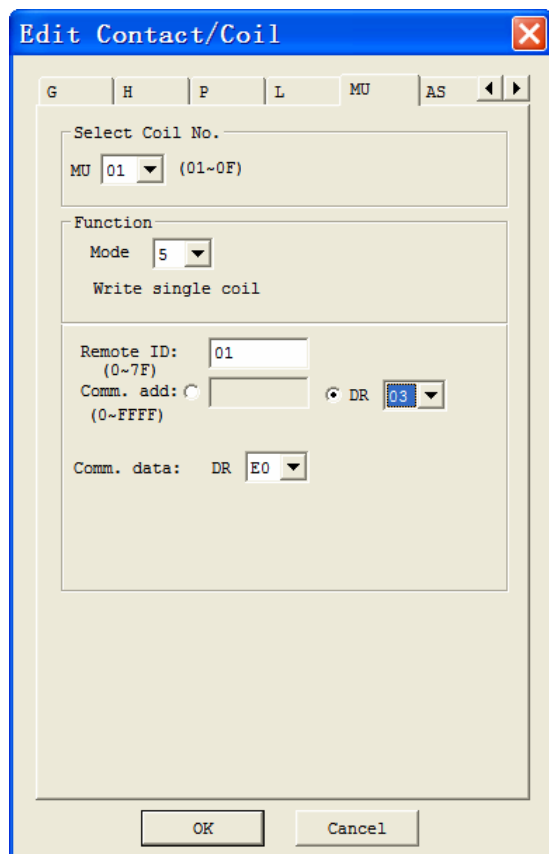 Edit Contact/Coil
G H P L MU AS
Select Coil No.
MU 01 (01~0F)
Function
Mode 5
Write single coil
Remote ID: 01
(0~7F)
Comm. add: DR 03
(0~FFFF)
Comm. data: DR E0
OK Cancel